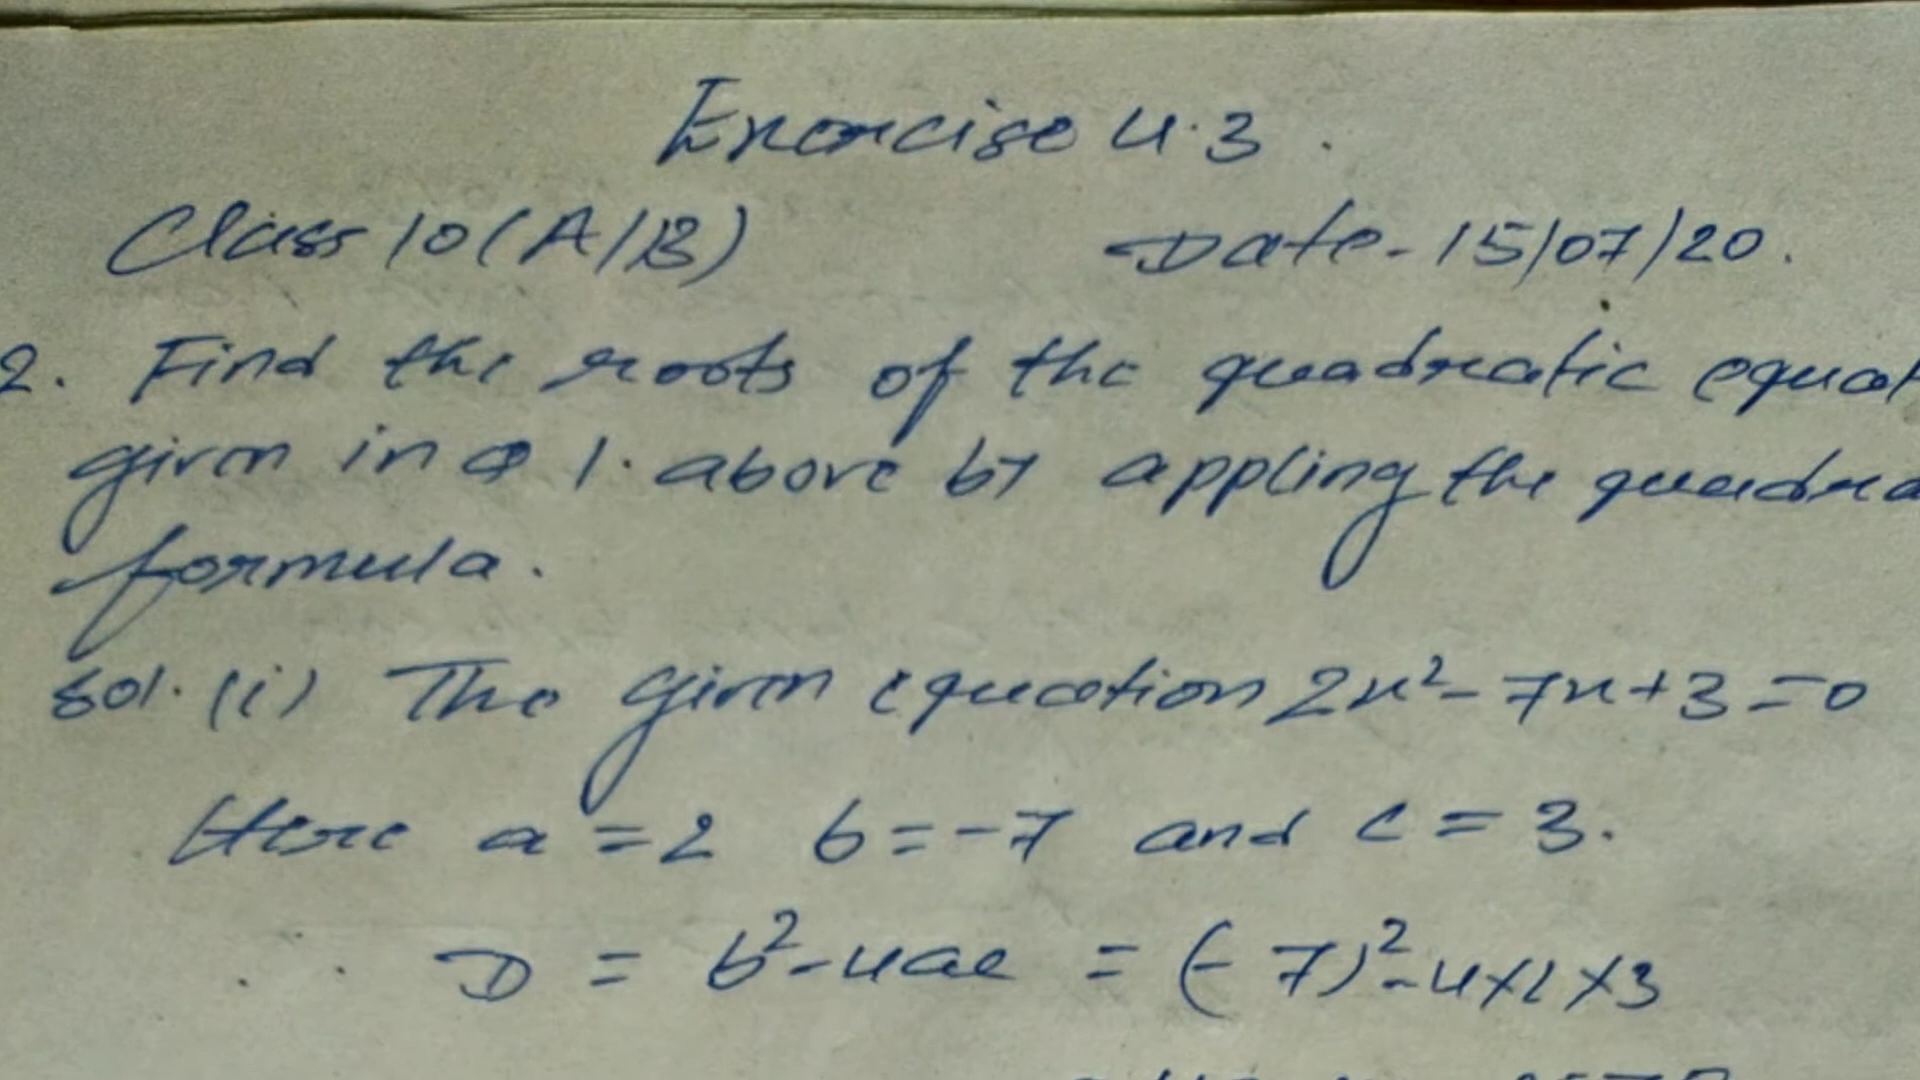 Exercise 4.3.
Class 10 (A/B) Date - 15/07/20.
2. Find the roots of the quadratic equat
given in Q 1. above by appling the quadra
formula.
Sol. (i) The given equation 2x² - 7x + 3 = 0
Here a = 2 b = -7 and c = 3.
D = b² - 4ac = (-7)² - 4×2×3